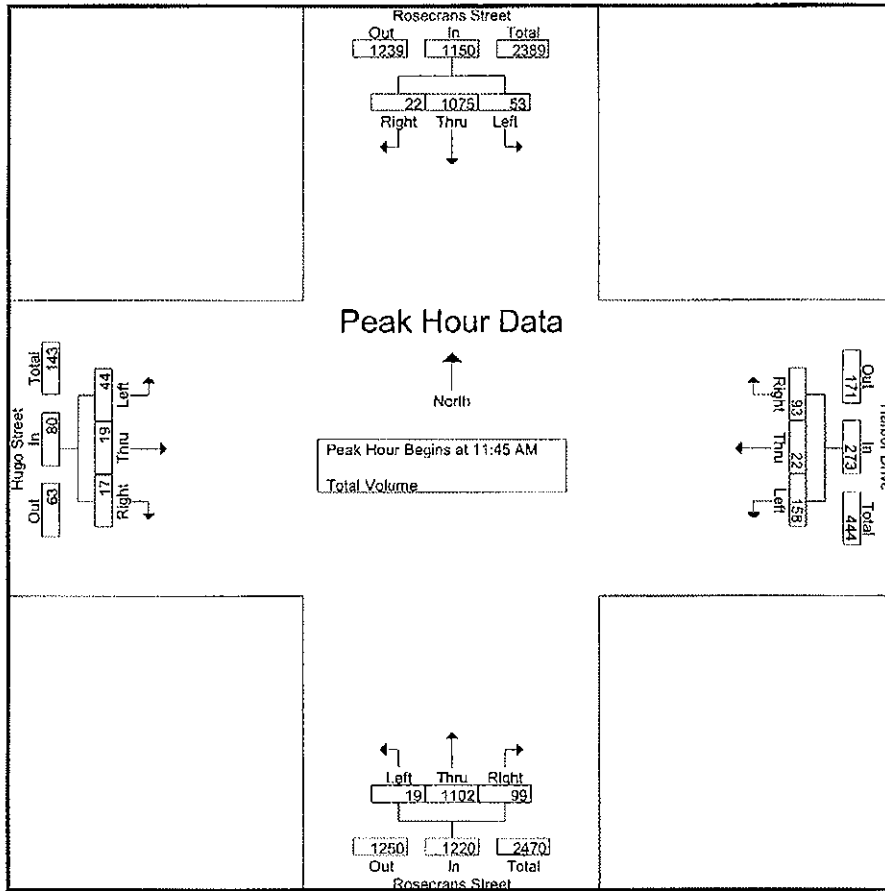 Rosecrans Street
Out In Total
1239 1150 2389
22 1075 53
Right Thru Left
Peak Hour Data
North
Peak Hour Begins at 11:45 AM
Total Volume
Hugo Street
Total In Out
143 80 63
44 19 17
Left Thru Right
Right Thru Left
93 22 158
171 273 444
Out In Total
Drive
Left Thru Right
19 1102 99
1250 1220 2470
Out In Total
Rosecrans Street